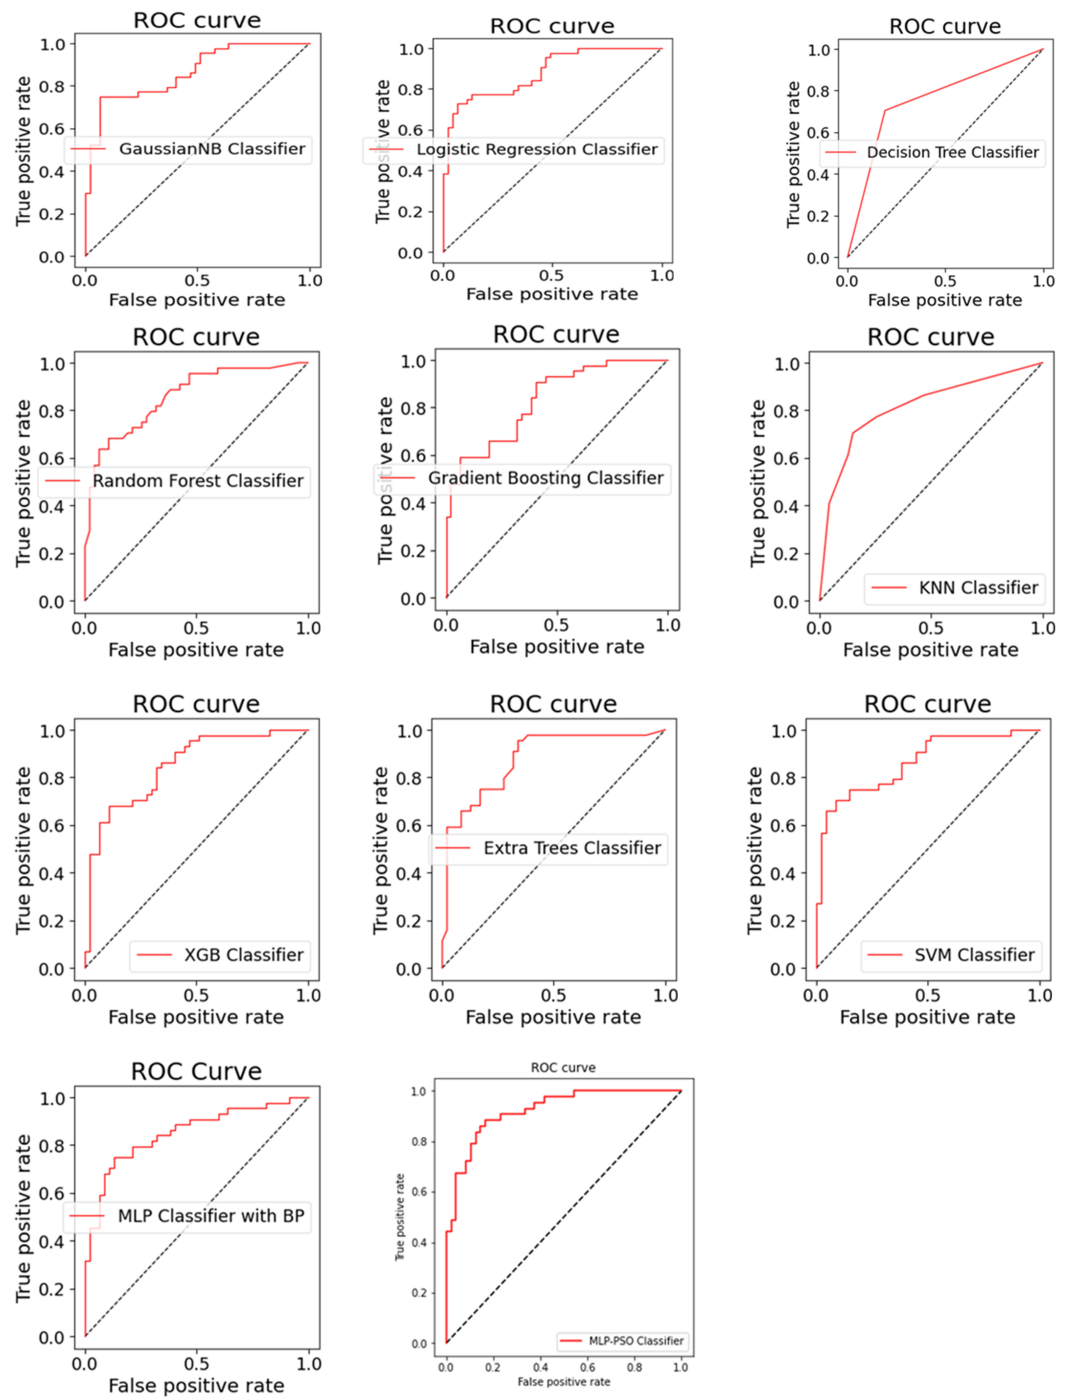 ROC curve
1.0
0.8
0.6
0.4
0.2
0.0
True positive rate
GaussianNB Classifier
0.0 0.5 1.0
False positive rate
ROC curve
1.0
0.8
0.6
0.4
0.2
0.0
True positive rate
Logistic Regression Classifier
0.0 0.5 1.0
False positive rate
ROC curve
1.0
0.8
0.6
0.4
0.2
0.0
True positive rate
Decision Tree Classifier
0.0 0.5 1.0
False positive rate
ROC curve
1.0
0.8
0.6
0.4
0.2
0.0
True positive rate
Random Forest Classifier
0.0 0.5 1.0
False positive rate
ROC curve
1.0
0.8
0.6
0.4
0.2
0.0
True positive rate
Gradient Boosting Classifier
0.0 0.5 1.0
False positive rate
ROC curve
1.0
0.8
0.6
0.4
0.2
0.0
True positive rate
KNN Classifier
0.0 0.5 1.0
False positive rate
ROC curve
1.0
0.8
0.6
0.4
0.2
0.0
True positive rate
XGB Classifier
0.0 0.5 1.0
False positive rate
ROC curve
1.0
0.8
0.6
0.4
0.2
0.0
True positive rate
Extra Trees Classifier
0.0 0.5 1.0
False positive rate
ROC curve
1.0
0.8
0.6
0.4
0.2
0.0
True positive rate
SVM Classifier
0.0 0.5 1.0
False positive rate
ROC Curve
1.0
0.8
0.6
0.4
0.2
0.0
True positive rate
MLP Classifier with BP
0.0 0.5 1.0
False positive rate
ROC curve
1.0
0.8
0.6
0.4
0.2
0.0
True positive rate
MLP-PSO Classifier
0.0 0.2 0.4 0.6 0.8 1.0
False positive rate